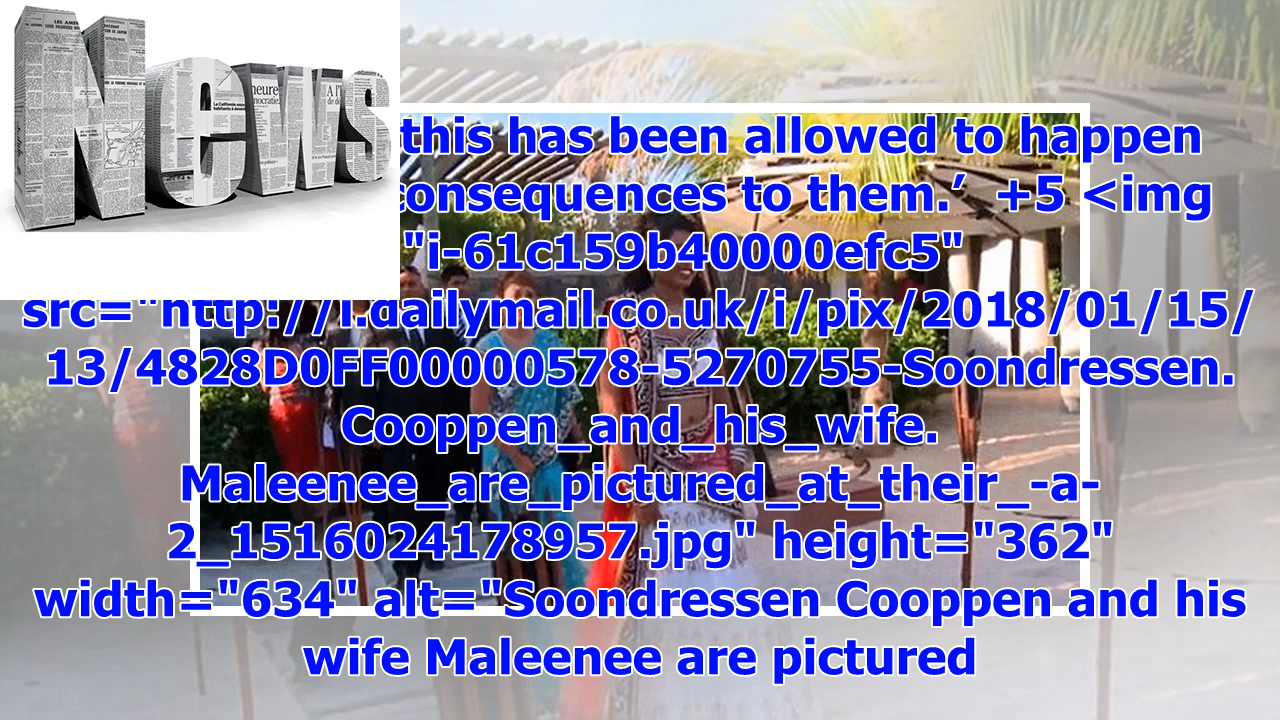 News
this has been allowed to happen
consequences to them.’ +5 <img
"i-61c159b40000efc5"
src="http://i.dailymail.co.uk/i/pix/2018/01/15/
13/4828D0FF00000578-5270755-Soondressen.
Cooppen_and_his_wife.
Maleenee_are_pictured_at_their_-a-
2_1516024178957.jpg" height="362"
width="634" alt="Soondressen Cooppen and his
wife Maleenee are pictured